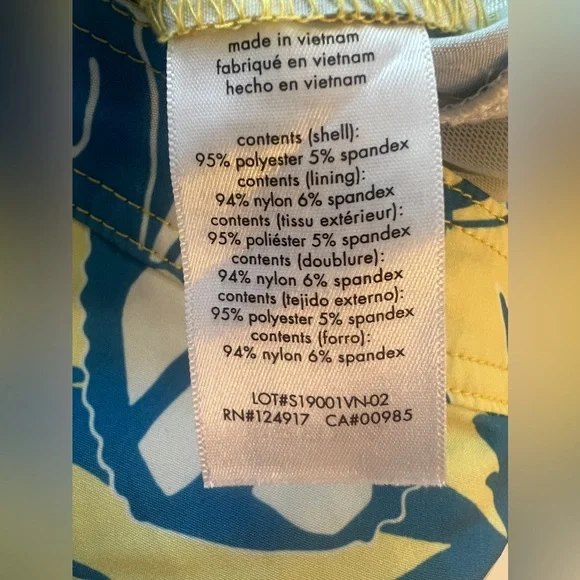 made in vietnam
fabriqué en vietnam
hecho en vietnam
contents (shell):
95% polyester 5% spandex
contents (lining):
94% nylon 6% spandex
contents (tissu extérieur):
95% poliéster 5% spandex
contents (doublure):
94% nylon 6% spandex
contents (tejido externo):
95% polyester 5% spandex
contents (forro):
94% nylon 6% spandex
LOT#S19001VN-02
RN#124917 CA#00985